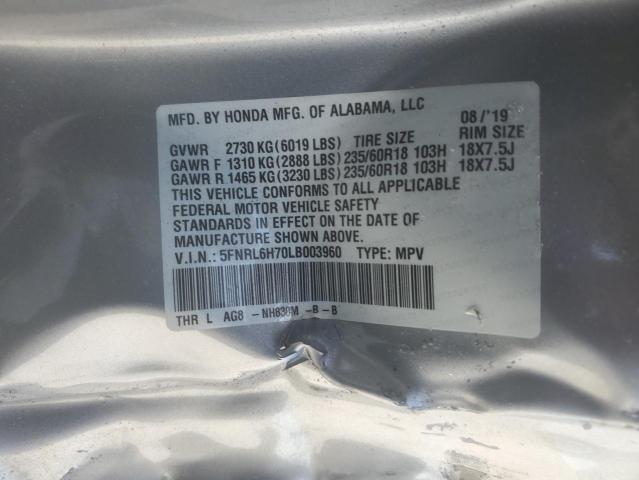 MFD. BY HONDA MFG. OF ALABAMA, LLC 08/'19
GVWR 2730 KG(6019 LBS) TIRE SIZE RIM SIZE
GAWR F 1310 KG(2888 LBS)235/60R18 103H 18X7.5J
GAWR R 1465 KG(3230 LBS)235/60R18 103H 18X7.5J
THIS VEHICLE CONFORMS TO ALL APPLICABLE
FEDERAL MOTOR VEHICLE SAFETY
STANDARDS IN EFFECT ON THE DATE OF
MANUFACTURE SHOWN ABOVE.
V.I.N.: 5FNRL6H70LB003960 TYPE: MPV
THR L AG8 -NH830M -B-B